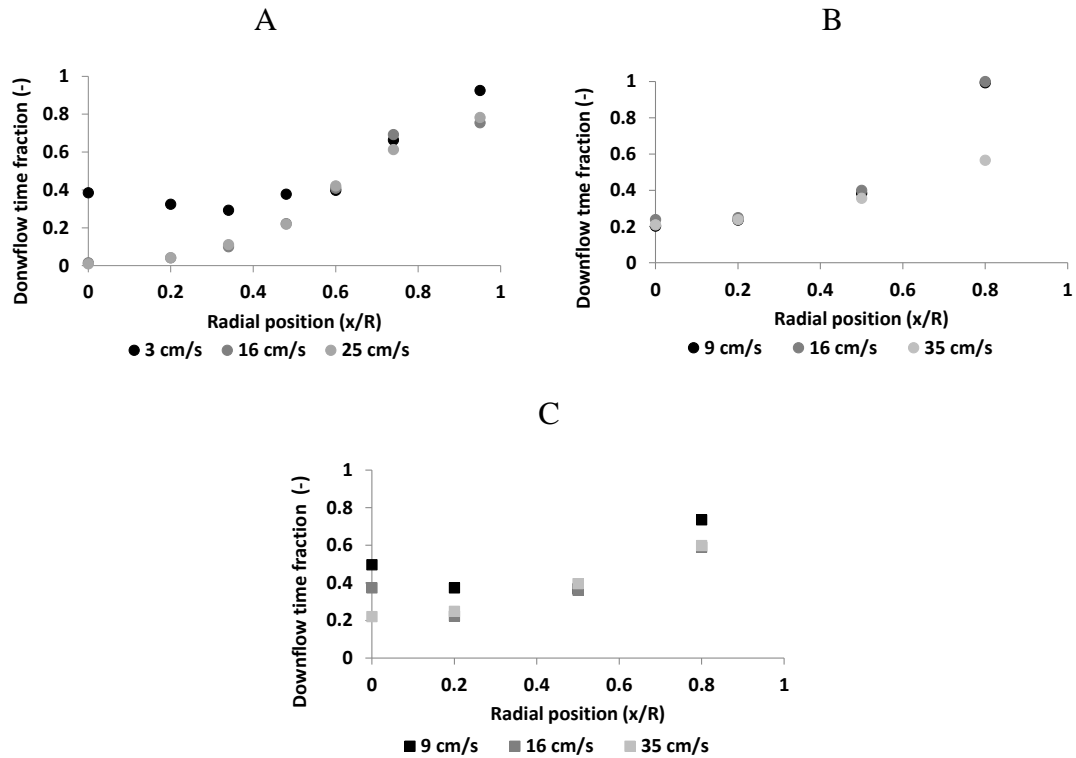 A
Donwflow time fraction (-)
1
0.8
0.6
0.4
0.2
0
0 0.2 0.4 0.6 0.8 1
Radial position (x/R)
3 cm/s 16 cm/s 25 cm/s
B
Downflow tme fraction (-)
1
0.8
0.6
0.4
0.2
0
0 0.2 0.4 0.6 0.8 1
Radial position (x/R)
9 cm/s 16 cm/s 35 cm/s
C
Downflow time fraction (-)
1
0.8
0.6
0.4
0.2
0
0 0.2 0.4 0.6 0.8 1
Radial position (x/R)
9 cm/s 16 cm/s 35 cm/s